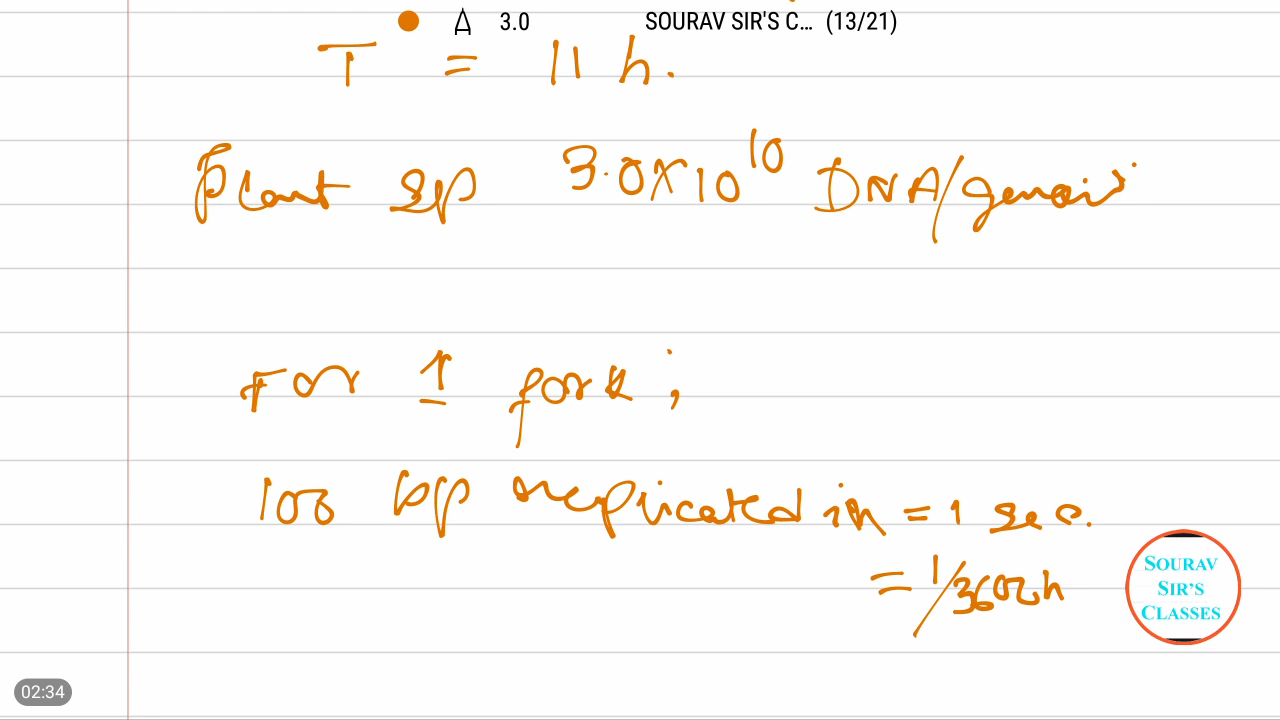 Δ 3.0 SOURAV SIR'S C... (13/21)
T = 11 h.
Plant sp 3.0×10^10 DNA/
For 1 fork;
100 bp replicated in = 1 sec.
= 1/3600 h
SOURAV
SIR'S
CLASSES
02:34